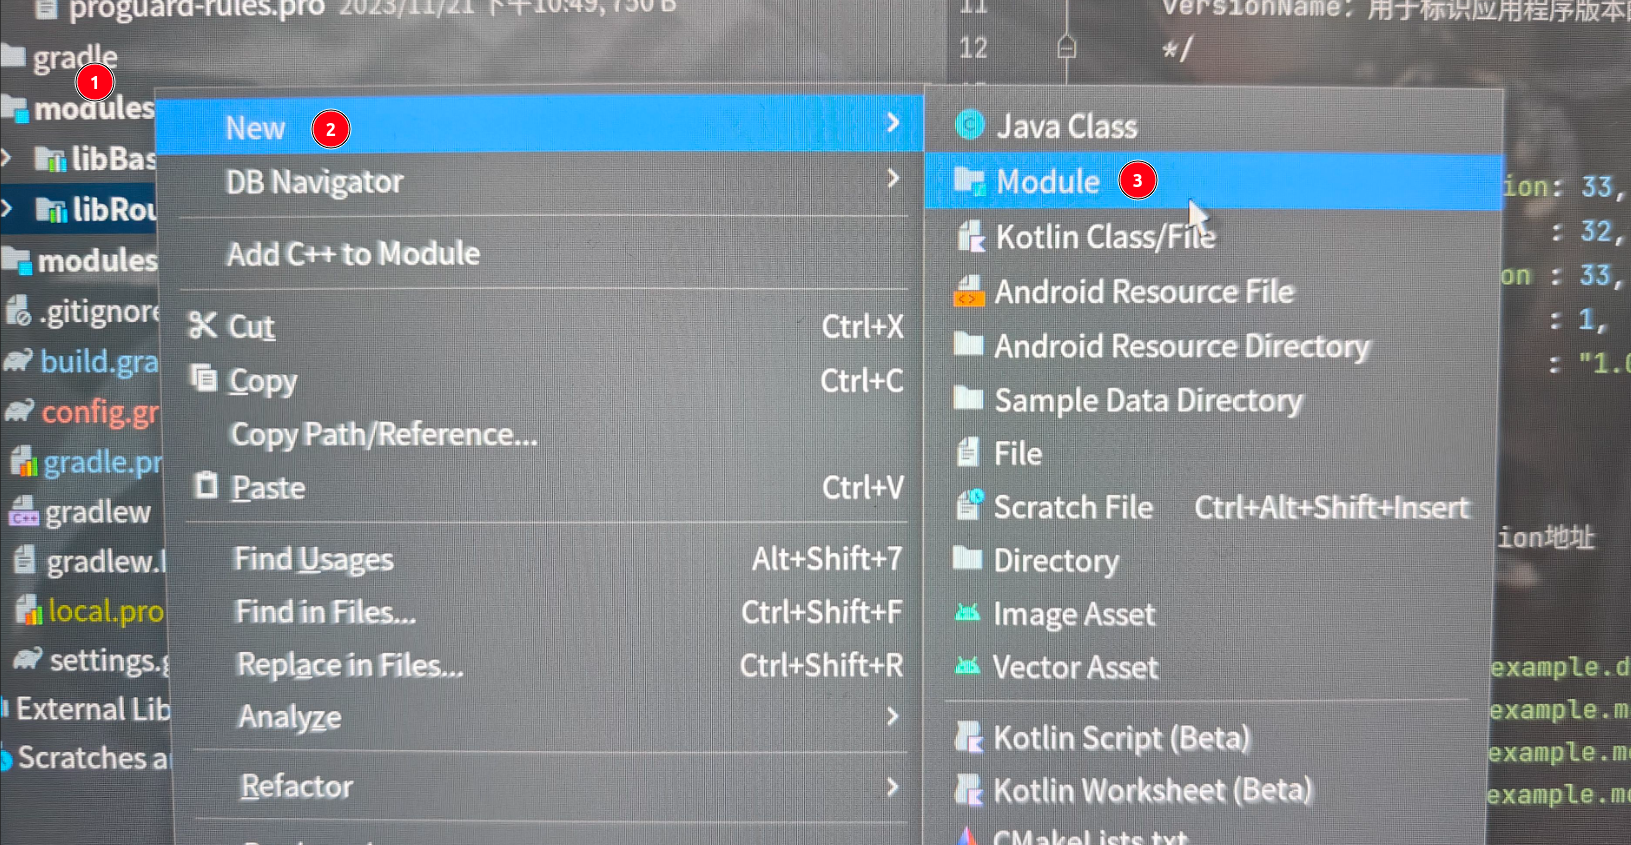 proguard-rules.pro 2023/11/21 下午10:49, 750 B
gradle
1
modules
libBas
libRou
modules
.gitignore
build.gra
config.gr
gradle.pr
gradlew
gradlew.
local.pro
settings.g
External Lib
Scratches a
New 2
DB Navigator
Add C++ to Module
Cut Ctrl+X
Copy Ctrl+C
Copy Path/Reference...
Paste Ctrl+V
Find Usages Alt+Shift+7
Find in Files... Ctrl+Shift+F
Replace in Files... Ctrl+Shift+R
Analyze
Refactor
Java Class
Module 3
Kotlin Class/File
Android Resource File
Android Resource Directory
Sample Data Directory
File
Scratch File Ctrl+Alt+Shift+Insert
Directory
Image Asset
Vector Asset
Kotlin Script (Beta)
Kotlin Worksheet (Beta)
CMakeLists.txt
11 versionName: 用于标识应用程序版本
12 */
ion: 33,
: 32,
on : 33,
: 1,
: "1.0
ion地址
example.d
example.m
example.mo
example.mo